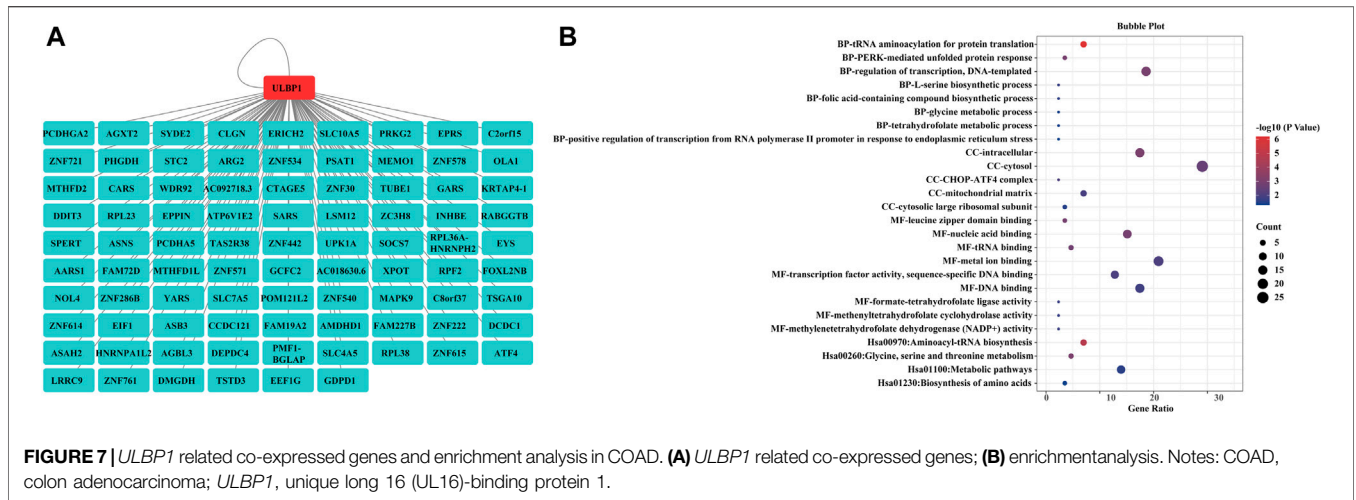 A
ULBP1
PCDHGA2 AGXT2 SYDE2 CLGN ERICH2 SLC10A5 PRKG2 EPRS C2orf15
ZNF721 PHGDH STC2 ARG2 ZNF534 PSAT1 MEMO1 ZNF578 OLA1
MTHFD2 CARS WDR92 AC092718.3 CTAGE5 ZNF30 TUBE1 GARS KRTAP4-1
DDIT3 RPL23 EPPIN ATP6V1E2 SARS LSM12 ZC3H8 INHBE RABGGTB
SPERT ASNS PCDHA5 TAS2R38 ZNF442 UPK1A SOCS7 RPL36A-HNRNPH2 EYS
AARS1 FAM72D MTHFD1L ZNF571 GCFC2 AC018630.6 XPOT RPF2 FOXL2NB
NOL4 ZNF286B YARS SLC7A5 POM121L2 ZNF540 MAPK9 C8orf37 TSGA10
ZNF614 EIF1 ASB3 CCDC121 FAM19A2 AMDHD1 FAM227B ZNF222 DCDC1
ASAH2 HNRNPA1L2 AGBL3 DEPDC4 PMF1-BGLAP SLC4A5 RPL38 ZNF615 ATF4
LRRC9 ZNF761 DMGDH TSTD3 EEF1G GDPD1
B
Bubble Plot
BP-tRNA aminoacylation for protein translation
BP-PERK-mediated unfolded protein response
BP-regulation of transcription, DNA-templated
BP-L-serine biosynthetic process
BP-folic acid-containing compound biosynthetic process
BP-glycine metabolic process
BP-tetrahydrofolate metabolic process
BP-positive regulation of transcription from RNA polymerase II promoter in response to endoplasmic reticulum stress
CC-intracellular
CC-cytosol
CC-CHOP-ATF4 complex
CC-mitochondrial matrix
CC-cytosolic large ribosomal subunit
MF-leucine zipper domain binding
MF-nucleic acid binding
MF-tRNA binding
MF-metal ion binding
MF-transcription factor activity, sequence-specific DNA binding
MF-DNA binding
MF-formate-tetrahydrofolate ligase activity
MF-methenyltetrahydrofolate cyclohydrolase activity
MF-methylenetetrahydrofolate dehydrogenase (NADP+) activity
Hsa00970:Aminoacyl-tRNA biosynthesis
Hsa00260:Glycine, serine and threonine metabolism
Hsa01100:Metabolic pathways
Hsa01230:Biosynthesis of amino acids
0 10 20 30
Gene Ratio
-log10 (P Value)
6
5
4
3
2
1
Count
5
10
15
20
25
FIGURE 7 | ULBP1 related co-expressed genes and enrichment analysis in COAD. (A) ULBP1 related co-expressed genes; (B) enrichmentanalysis. Notes: COAD,
colon adenocarcinoma; ULBP1, unique long 16 (UL16)-binding protein 1.